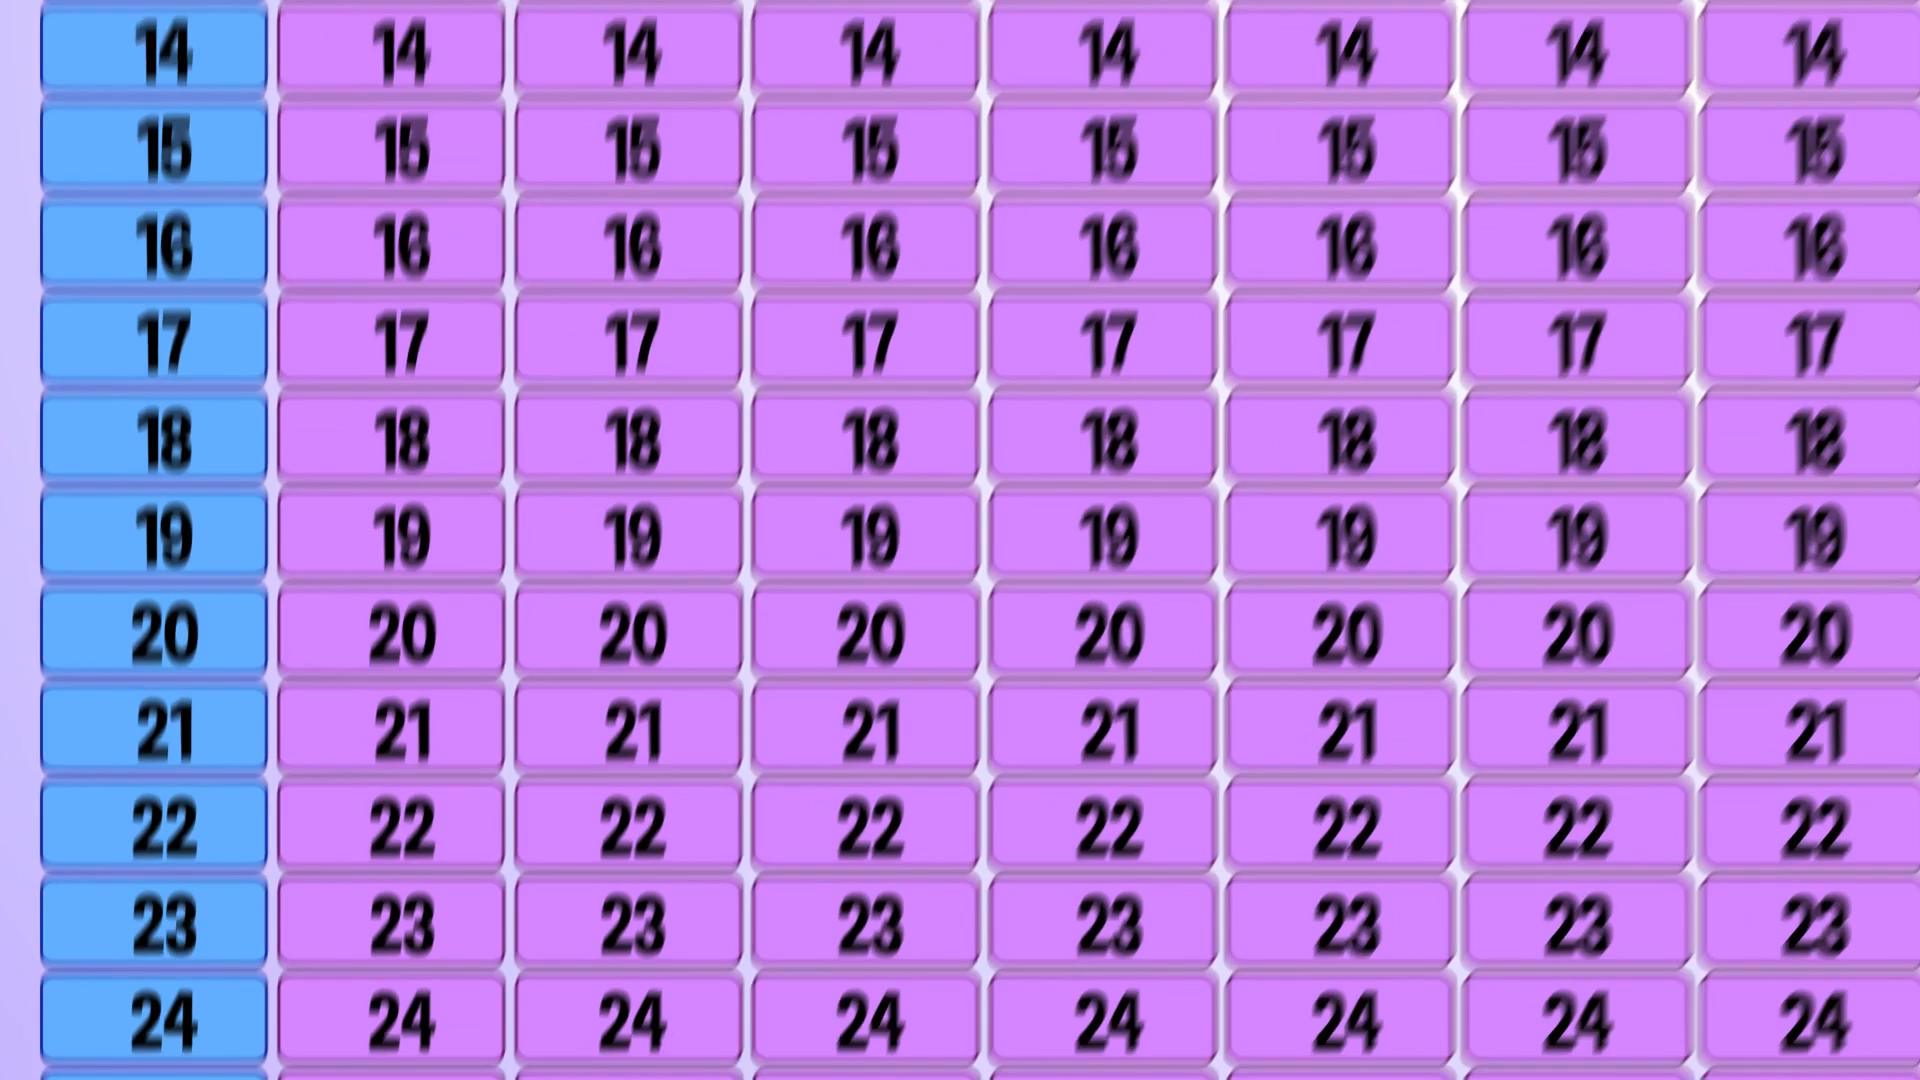 14 14 14 14 14 14 14 14
15 15 15 15 15 15 15 15
16 16 16 16 16 16 16 16
17 17 17 17 17 17 17 17
18 18 18 18 18 18 18 18
19 19 19 19 19 19 19 19
20 20 20 20 20 20 20 20
21 21 21 21 21 21 21 21
22 22 22 22 22 22 22 22
23 23 23 23 23 23 23 23
24 24 24 24 24 24 24 24